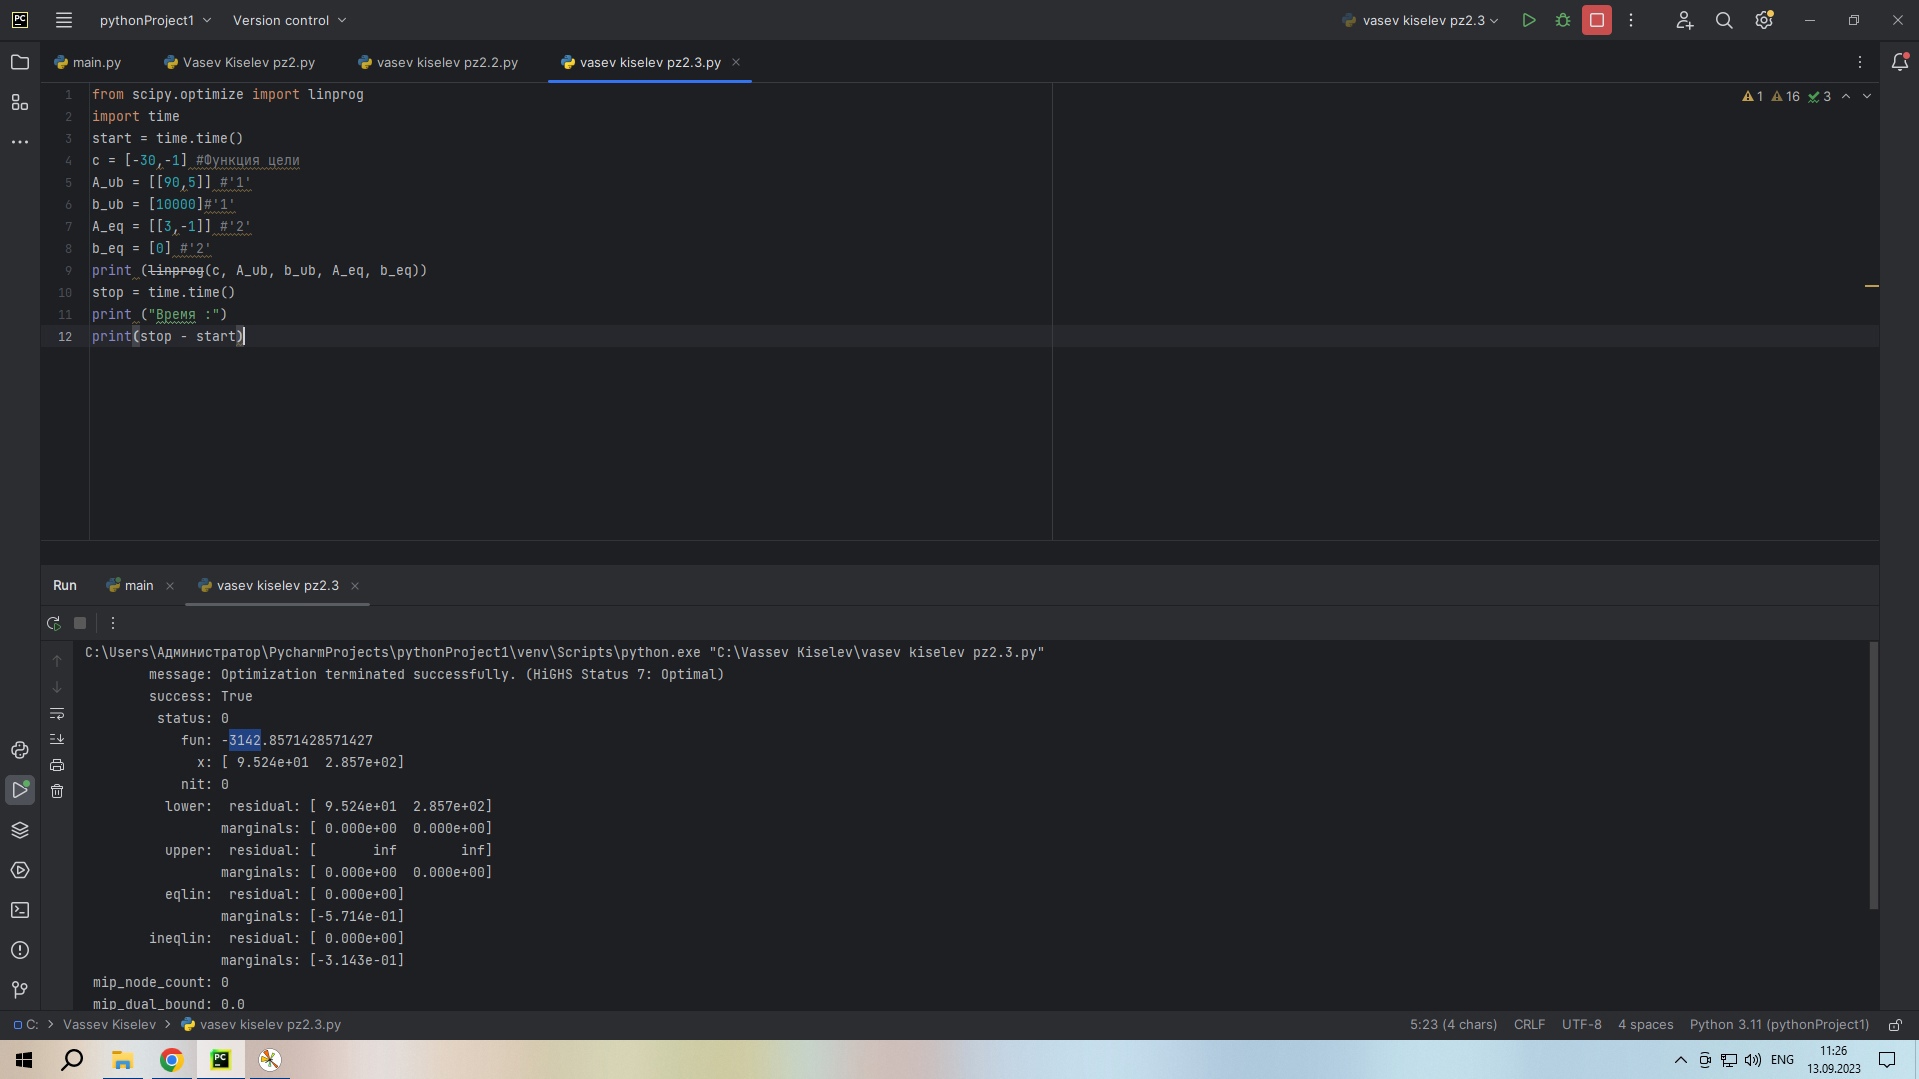 pythonProject1
Version control
vasev kiselev pz2.3
main.py
Vasev Kiselev pz2.py
vasev kiselev pz2.2.py
vasev kiselev pz2.3.py
1 from scipy.optimize import linprog
1 16 3
2 import time
3 start = time.time()
4 c = [-30,-1] #Функция цели
5 A_ub = [[90,5]] #'1'
6 b_ub = [10000]#'1'
7 A_eq = [[3,-1]] #'2'
8 b_eq = [0] #'2'
9 print (linprog(c, A_ub, b_ub, A_eq, b_eq))
10 stop = time.time()
11 print ("Время :")
12 print(stop - start)
Run
main
vasev kiselev pz2.3
C:\Users\Администратор\PycharmProjects\pythonProject1\venv\Scripts\python.exe "C:\Vassev Kiselev\vasev kiselev pz2.3.py"
message: Optimization terminated successfully. (HiGHS Status 7: Optimal)
success: True
status: 0
fun: -3142.8571428571427
x: [ 9.524e+01 2.857e+02]
nit: 0
lower: residual: [ 9.524e+01 2.857e+02]
marginals: [ 0.000e+00 0.000e+00]
upper: residual: [ inf inf]
marginals: [ 0.000e+00 0.000e+00]
eqlin: residual: [ 0.000e+00]
marginals: [-5.714e-01]
ineqlin: residual: [ 0.000e+00]
marginals: [-3.143e-01]
mip_node_count: 0
mip_dual_bound: 0.0
C: > Vassev Kiselev > vasev kiselev pz2.3.py
5:23 (4 chars) CRLF UTF-8 4 spaces Python 3.11 (pythonProject1)
ENG
11:26
13.09.2023